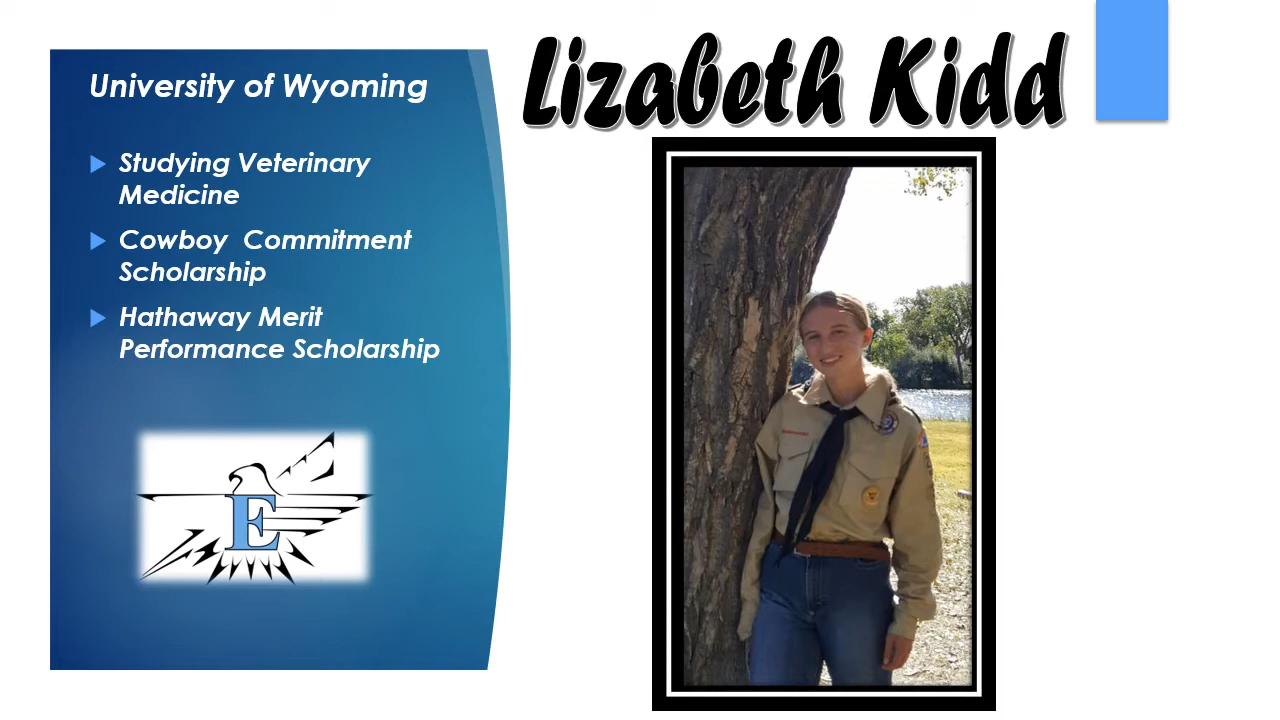 Lizabeth Kidd
University of Wyoming
Studying Veterinary
Medicine
Cowboy  Commitment
Scholarship
Hathaway Merit
Performance Scholarship
E